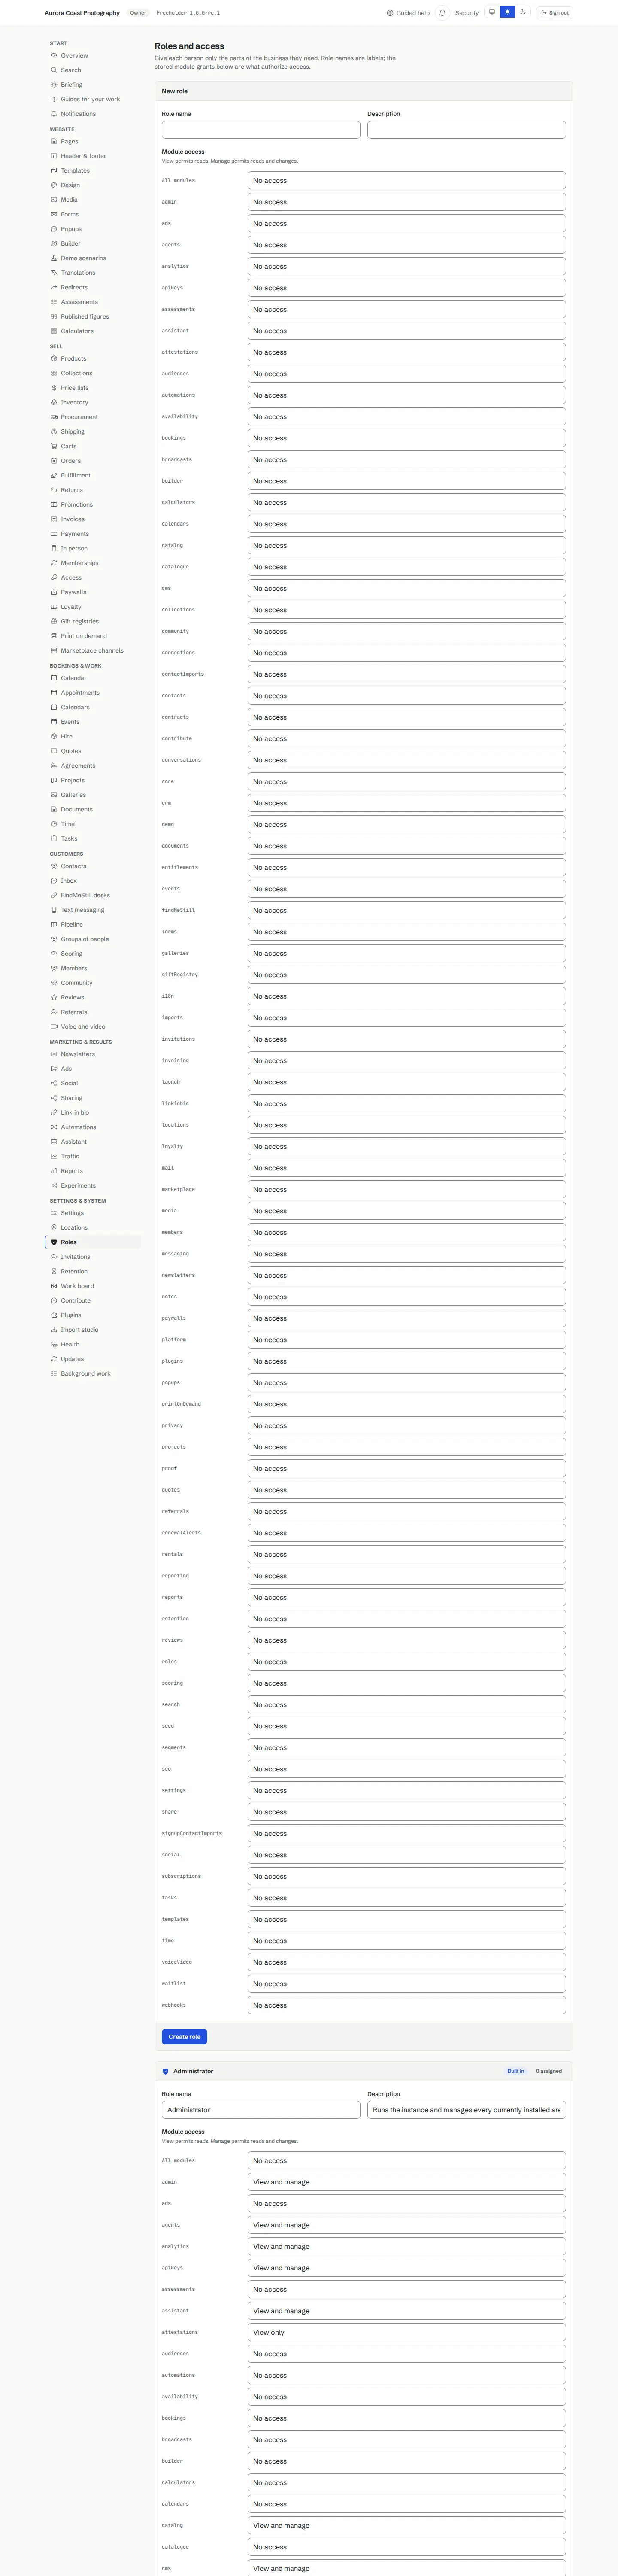 Aurora Coast Photography Owner Freeholder 1.0.0-rc.1 Guided help Security Sign out
START
Overview
Search
Briefing
Guides for your work
Notifications
WEBSITE
Pages
Header & footer
Templates
Design
Media
Forms
Popups
Builder
Demo scenarios
Translations
Redirects
Assessments
Published figures
Calculators
SELL
Products
Collections
Price lists
Inventory
Procurement
Shipping
Carts
Orders
Fulfillment
Returns
Promotions
Invoices
Payments
In person
Memberships
Access
Paywalls
Loyalty
Gift registries
Print on demand
Marketplace channels
BOOKINGS & WORK
Calendar
Appointments
Calendars
Events
Hire
Quotes
Agreements
Projects
Galleries
Documents
Time
Tasks
CUSTOMERS
Contacts
Inbox
FindMeStill desks
Text messaging
Pipeline
Groups of people
Scoring
Members
Community
Reviews
Referrals
Voice and video
MARKETING & RESULTS
Newsletters
Ads
Social
Sharing
Link in bio
Automations
Assistant
Traffic
Reports
Experiments
SETTINGS & SYSTEM
Settings
Locations
Roles
Invitations
Retention
Work board
Contribute
Plugins
Import studio
Health
Updates
Background work
Roles and access
Give each person only the parts of the business they need. Role names are labels; the
stored module grants below are what authorize access.
New role
Role name Description
Module access
View permits reads. Manage permits reads and changes.
All modules No access
admin No access
ads No access
agents No access
analytics No access
apikeys No access
assessments No access
assistant No access
attestations No access
audiences No access
automations No access
availability No access
bookings No access
broadcasts No access
builder No access
calculators No access
calendars No access
catalog No access
catalogue No access
cms No access
collections No access
community No access
connections No access
contactImports No access
contacts No access
contracts No access
contribute No access
conversations No access
core No access
crm No access
demo No access
documents No access
entitlements No access
events No access
findMeStill No access
forms No access
galleries No access
giftRegistry No access
i18n No access
imports No access
invitations No access
invoicing No access
launch No access
linkinbio No access
locations No access
loyalty No access
mail No access
marketplace No access
media No access
members No access
messaging No access
newsletters No access
notes No access
paywalls No access
platform No access
plugins No access
popups No access
printOnDemand No access
privacy No access
projects No access
proof No access
quotes No access
referrals No access
renewalAlerts No access
rentals No access
reporting No access
reports No access
retention No access
reviews No access
roles No access
scoring No access
search No access
seed No access
segments No access
seo No access
settings No access
share No access
signupContactImports No access
social No access
subscriptions No access
tasks No access
templates No access
time No access
voiceVideo No access
waitlist No access
webhooks No access
Create role
Administrator Built in 0 assigned
Role name Description
Administrator Runs the instance and manages every currently installed are
Module access
View permits reads. Manage permits reads and changes.
All modules No access
admin View and manage
ads No access
agents View and manage
analytics View and manage
apikeys View and manage
assessments No access
assistant View and manage
attestations View only
audiences No access
automations No access
availability No access
bookings No access
broadcasts No access
builder No access
calculators No access
calendars No access
catalog View and manage
catalogue No access
cms View and manage